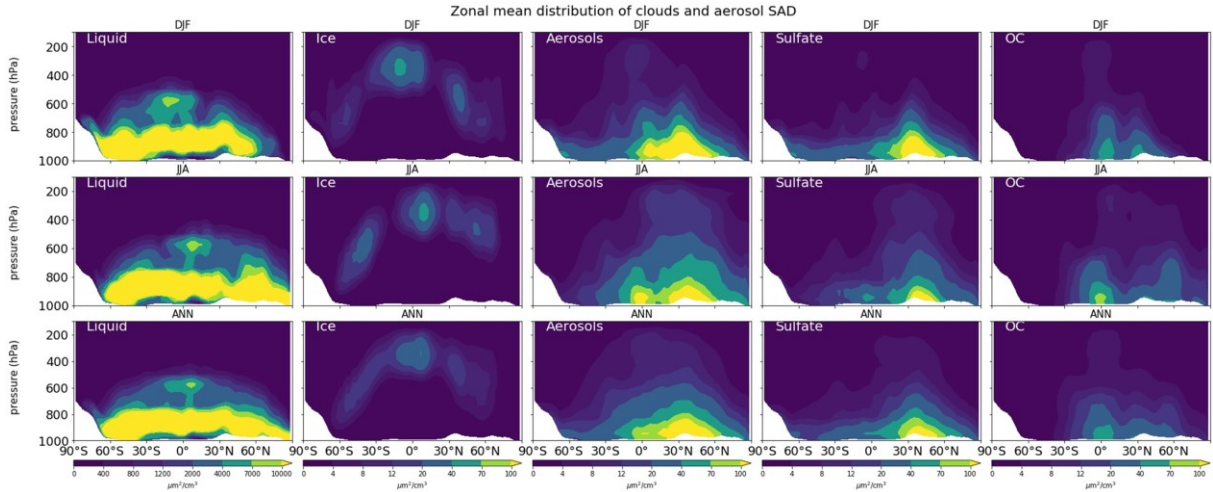 Zonal mean distribution of clouds and aerosol SAD
DJF DJF DJF DJF DJF
Liquid Ice Aerosols Sulfate OC
pressure (hPa)
200
400
600
800
1000
JJA JJA JJA JJA JJA
Liquid Ice Aerosols Sulfate OC
pressure (hPa)
200
400
600
800
1000
ANN ANN ANN ANN ANN
Liquid Ice Aerosols Sulfate OC
pressure (hPa)
200
400
600
800
1000
90°S 60°S 30°S 0° 30°N 60°N 90°S 60°S 30°S 0° 30°N 60°N 90°S 60°S 30°S 0° 30°N 60°N 90°S 60°S 30°S 0° 30°N 60°N 90°S 60°S 30°S 0° 30°N 60°N
0 400 800 1200 2000 4000 7000 10000 0 4 8 12 20 40 70 100 0 4 8 12 20 40 70 100 0 4 8 12 20 40 70 100 0 4 8 12 20 40 70 100
μm²/cm³ μm²/cm³ μm²/cm³ μm²/cm³ μm²/cm³